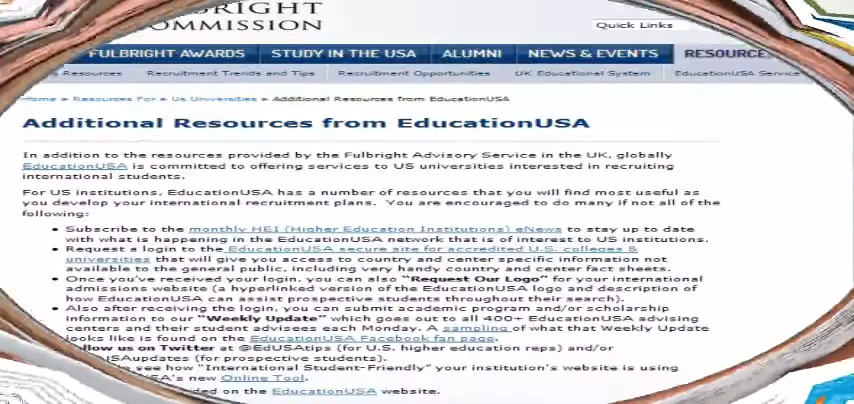 BRIGHT
OMMISSION
Quick Links
FULBRIGHT AWARDS STUDY IN THE USA ALUMNI NEWS & EVENTS RESOURCE
Resources Recruitment Trends and Tips Recruitment Opportunities UK Educational System EducationUSA Service
Home » Resources For » Us Universities » Additional Resources from EducationUSA
Additional Resources from EducationUSA
In addition to the resources provided by the Fulbright Advisory Service in the UK, globally
EducationUSA is committed to offering services to US universities interested in recruiting
international students.
For US institutions, EducationUSA has a number of resources that you will find most useful as
you develop your international recruitment plans. You are encouraged to do many if not all of the
following:
• Subscribe to the monthly HEI (Higher Education Institutions) eNews to stay up to date
with what is happening in the EducationUSA network that is of interest to US institutions.
• Request a login to the EducationUSA secure site for accredited U.S. colleges &
universities that will give you access to country and center specific information not
available to the general public, including very handy country and center fact sheets.
• Once you've received your login, you can also "Request Our Logo" for your international
admissions website (a hyperlinked version of the EducationUSA logo and description of
how EducationUSA can assist prospective students throughout their search).
• Also after receiving the login, you can submit academic program and/or scholarship
information to our "Weekly Update" which goes out to all 400+ EducationUSA advising
centers and their student advisees each Monday. A sampling of what that Weekly Update
looks like is found on the EducationUSA Facebook fan page.
llow us on Twitter at @EdUSAtips (for U.S. higher education reps) and/or
USAupdates (for prospective students).
see how "International Student-Friendly" your institution's website is using
SA's new Online Tool.
ded on the EducationUSA website.